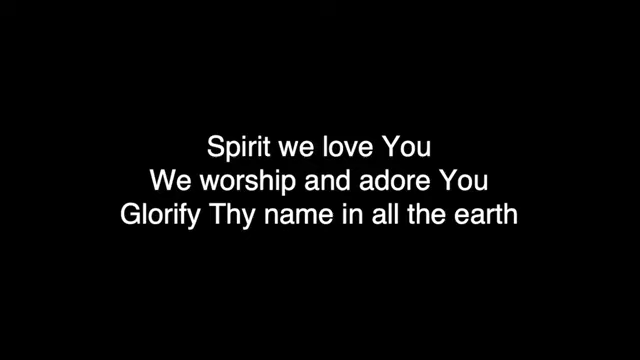 Spirit we love You
We worship and adore You
Glorify Thy name in all the earth